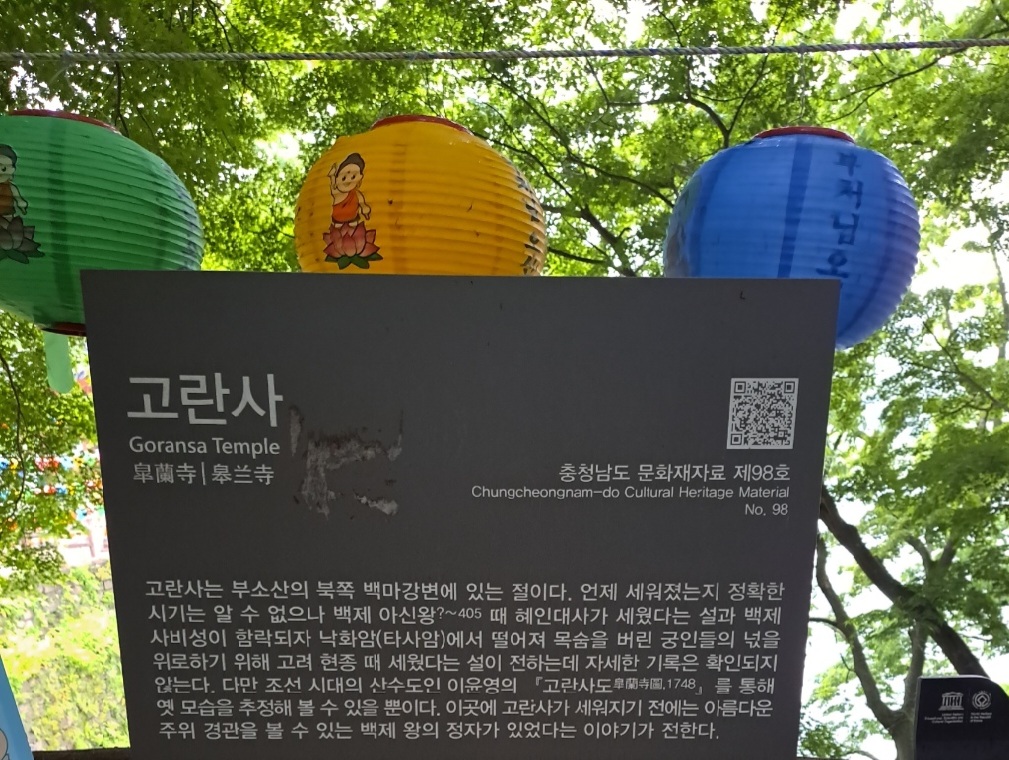 부처님오
고란사
Goransa Temple
皐蘭寺 | 皋兰寺
충청남도 문화재자료 제98호
Chungcheongnam-do Cultural Heritage Material
No. 98
고란사는 부소산의 북쪽 백마강변에 있는 절이다. 언제 세워졌는지 정확한
시기는 알 수 없으나 백제 아신왕?~405 때 혜인대사가 세웠다는 설과 백제
사비성이 함락되자 낙화암(타사암)에서 떨어져 목숨을 버린 궁인들의 넋을
위로하기 위해 고려 현종 때 세웠다는 설이 전하는데 자세한 기록은 확인되지
않는다. 다만 조선 시대의 산수도인 이윤영의 『고란사도皐蘭寺圖,1748』를 통해
옛 모습을 추정해 볼 수 있을 뿐이다. 이곳에 고란사가 세워지기 전에는 아름다운
주위 경관을 볼 수 있는 백제 왕의 정자가 있었다는 이야기가 전한다.